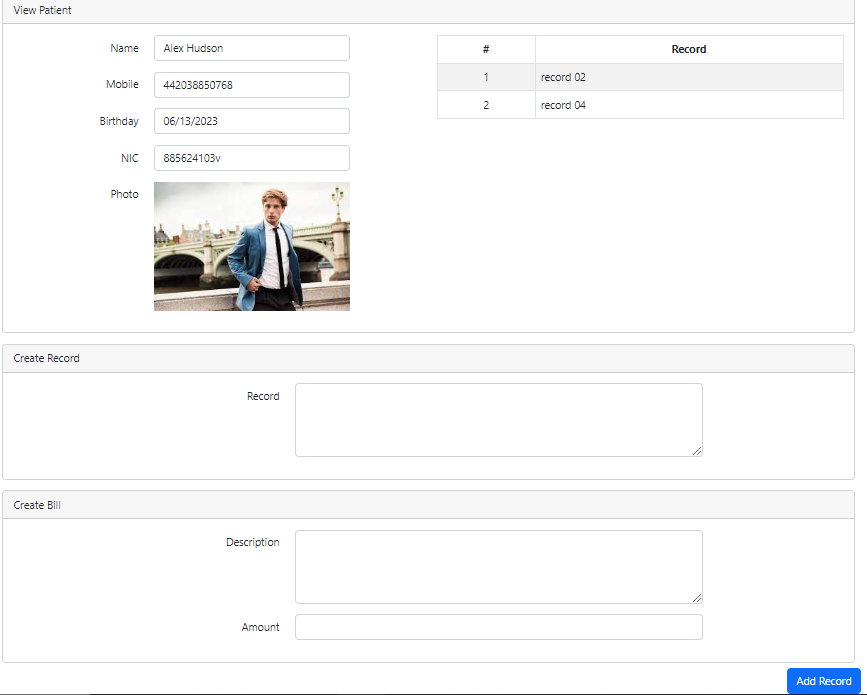 View Patient
Name Alex Hudson
Mobile 442038850768
Birthday 06/13/2023
NIC 885624103v
Photo
# Record
1 record 02
2 record 04
Create Record
Record
Create Bill
Description
Amount
Add Record